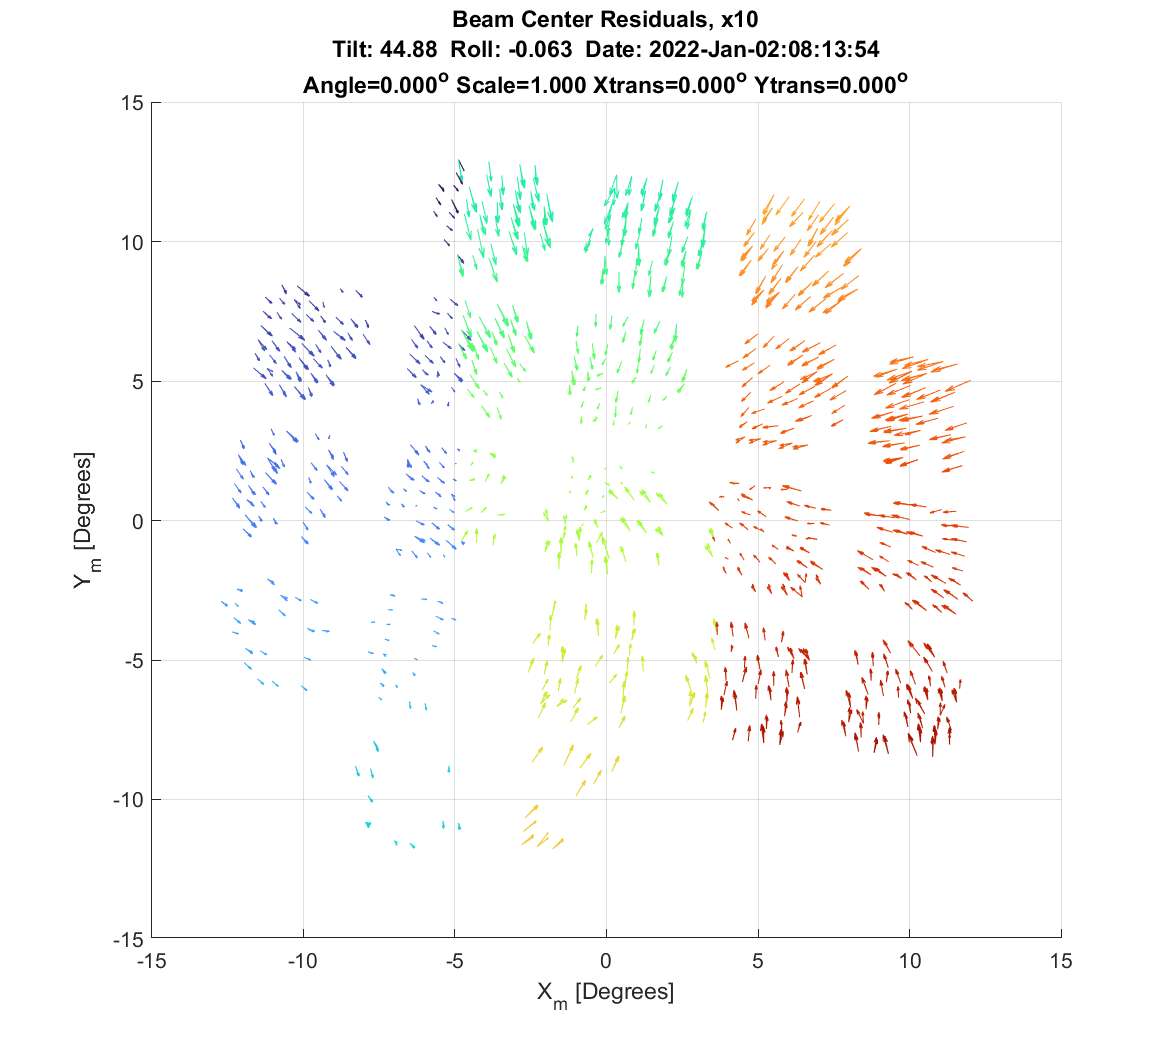 Beam Center Residuals, x10
Tilt: 44.88 Roll: -0.063 Date: 2022-Jan-02:08:13:54
Angle=0.000° Scale=1.000 Xtrans=0.000° Ytrans=0.000°
15
10
5
0
-5
-10
-15
Y_m [Degrees]
-15 -10 -5 0 5 10 15
X_m [Degrees]